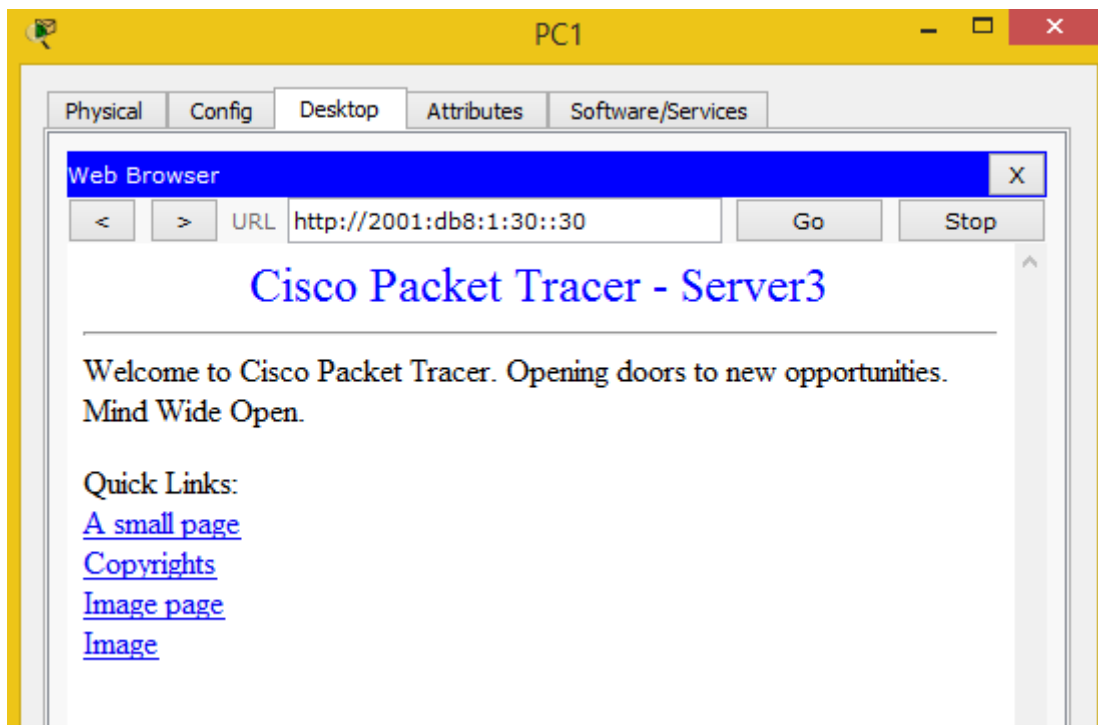 PC1
Physical Config Desktop Attributes Software/Services
Web Browser X
< > URL http://2001:db8:1:30::30 Go Stop
Cisco Packet Tracer - Server3
Welcome to Cisco Packet Tracer. Opening doors to new opportunities.
Mind Wide Open.
Quick Links:
A small page
Copyrights
Image page
Image